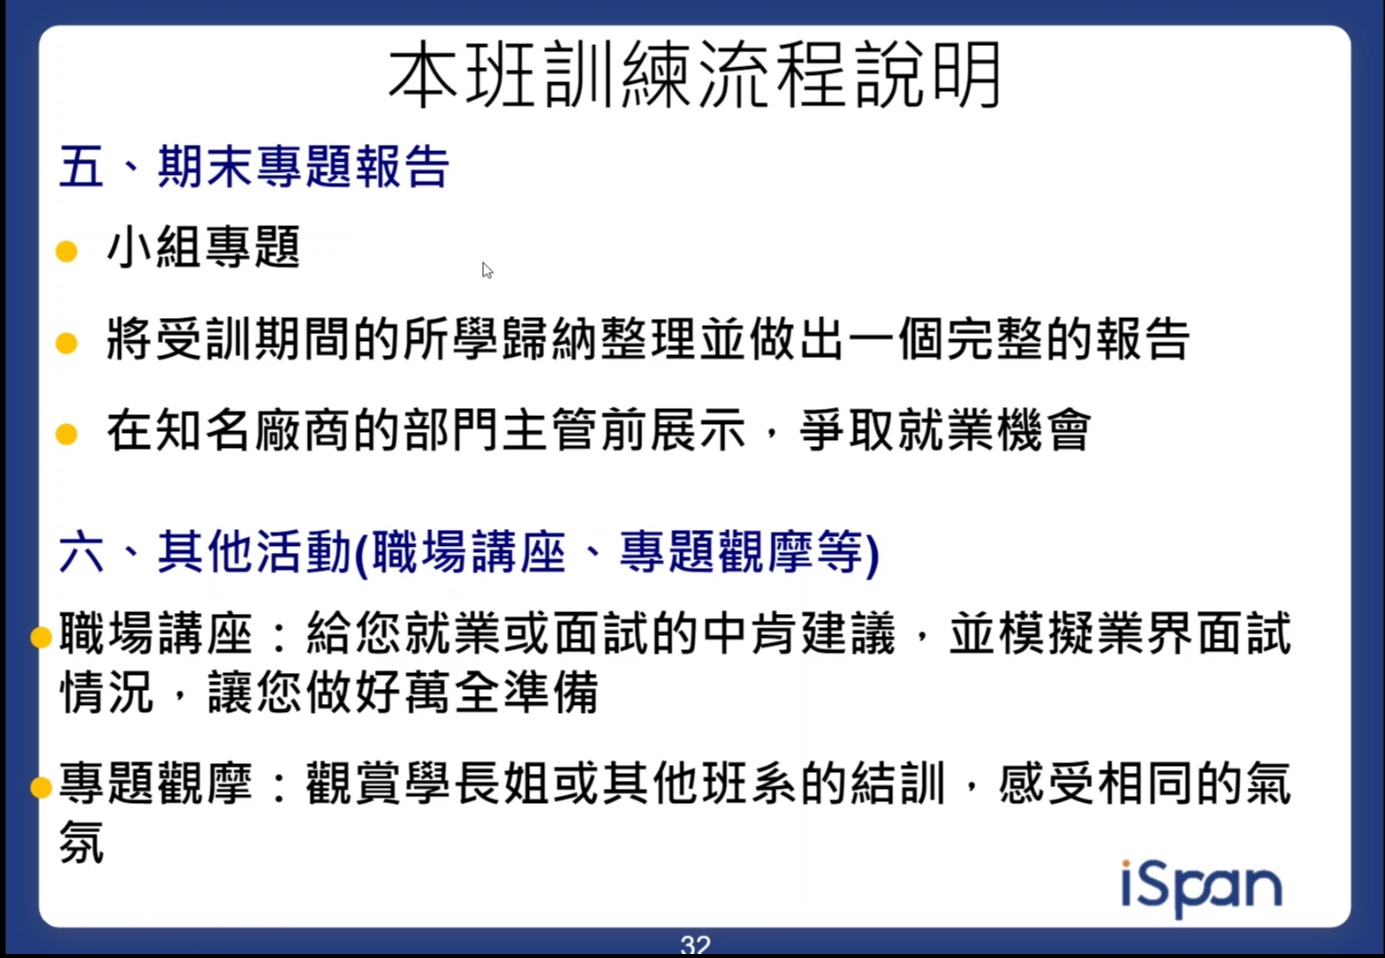 本班訓練流程說明
五、期末專題報告
● 小組專題
● 將受訓期間的所學歸納整理並做出一個完整的報告
● 在知名廠商的部門主管前展示，爭取就業機會
六、其他活動(職場講座、專題觀摩等)
●職場講座：給您就業或面試的中肯建議，並模擬業界面試
情況，讓您做好萬全準備
●專題觀摩：觀賞學長姐或其他班系的結訓，感受相同的氣
氛
iSpan
32